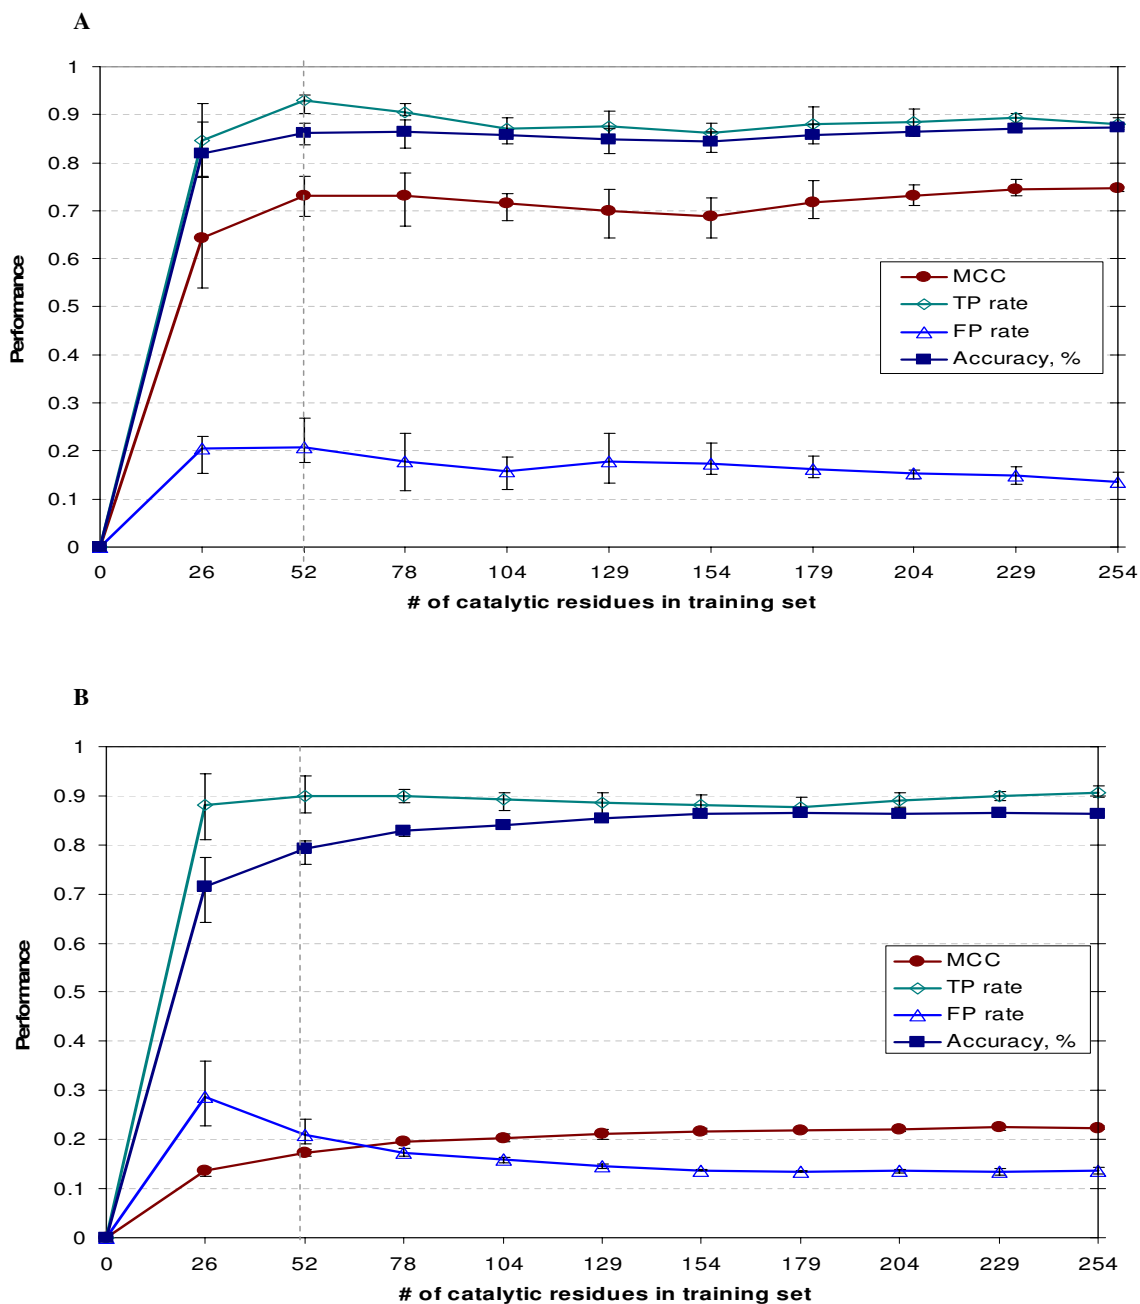 A
1
0.9
0.8
0.7
0.6
0.5
0.4
0.3
0.2
0.1
0
Performance
MCC
TP rate
FP rate
Accuracy, %
0 26 52 78 104 129 154 179 204 229 254
# of catalytic residues in training set
B
1
0.9
0.8
0.7
0.6
0.5
0.4
0.3
0.2
0.1
0
Performance
MCC
TP rate
FP rate
Accuracy, %
0 26 52 78 104 129 154 179 204 229 254
# of catalytic residues in training set